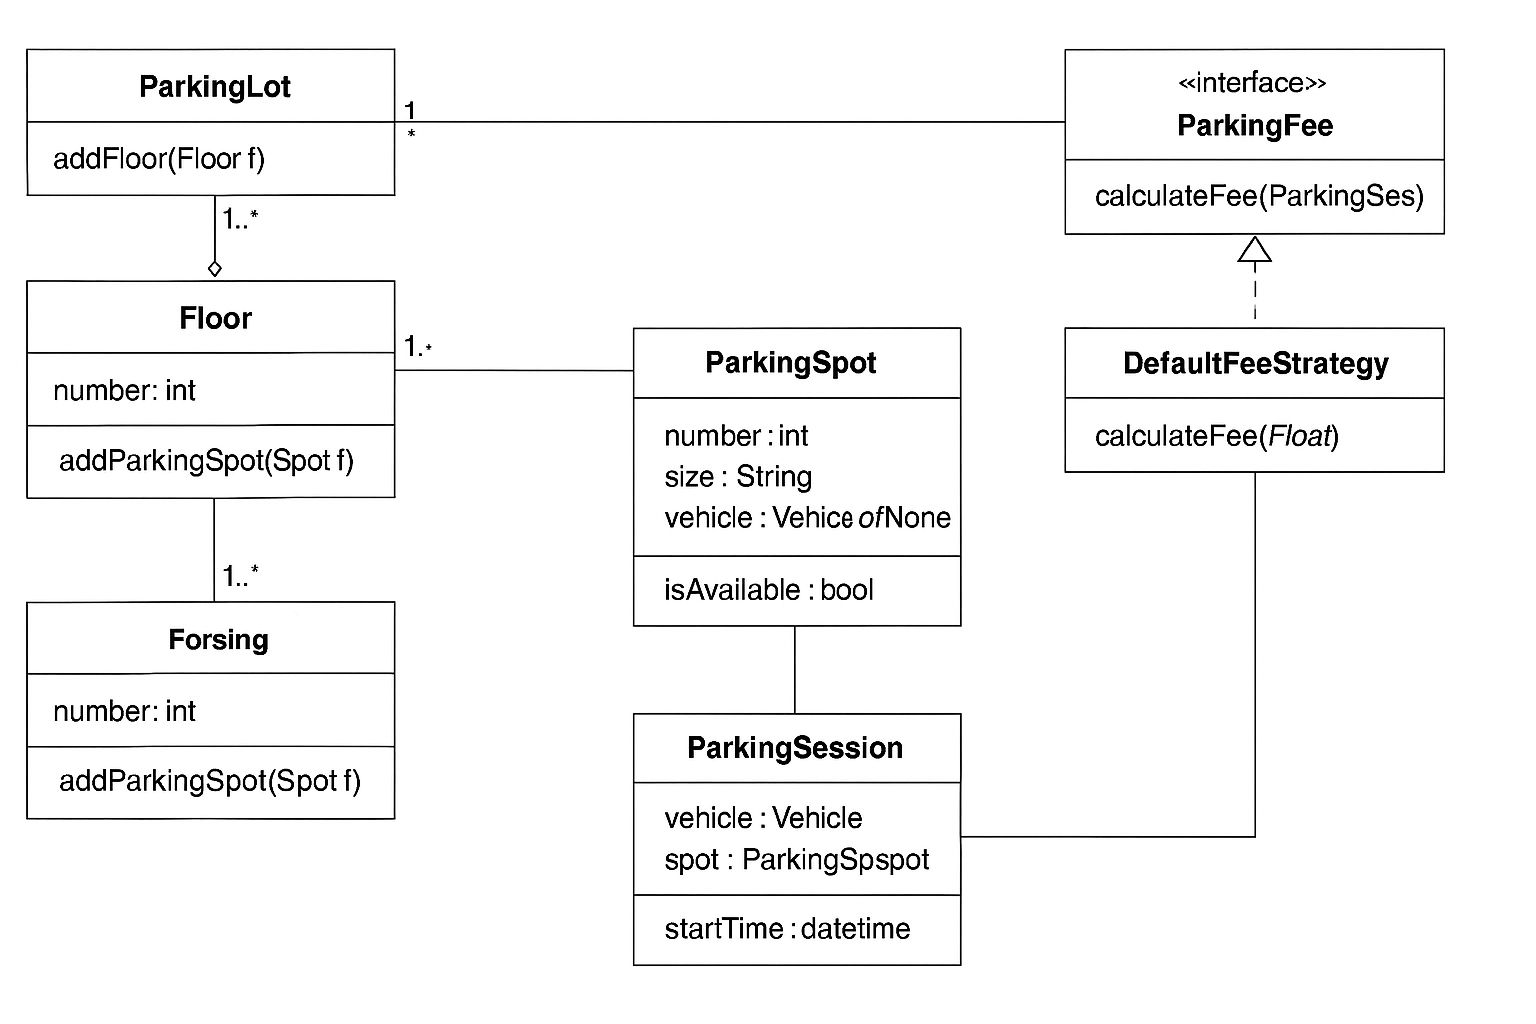 ParkingLot
addFloor(Floor f)
1
*
1..*
«interface»
ParkingFee
calculateFee(ParkingSes)
Floor
number: int
addParkingSpot(Spot f)
1.*
1..*
ParkingSpot
number : int
size : String
vehicle : Vehice of None
isAvailable : bool
DefaultFeeStrategy
calculateFee(Float)
Forsing
number: int
addParkingSpot(Spot f)
ParkingSession
vehicle : Vehicle
spot : ParkingSpspot
startTime : datetime